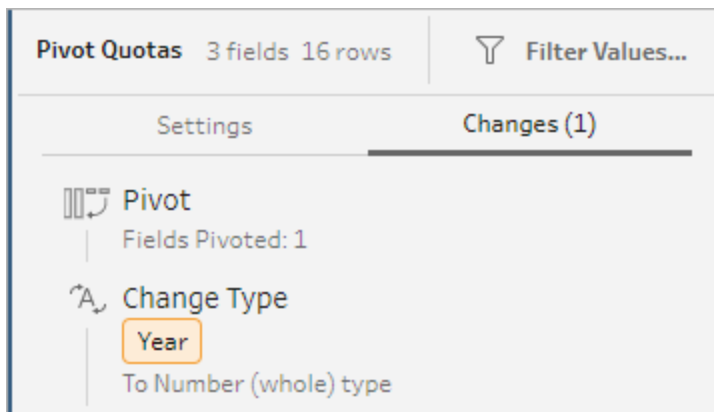 Pivot Quotas 3 fields 16 rows Filter Values...
Settings Changes (1)
Pivot
Fields Pivoted: 1
Change Type
Year
To Number (whole) type